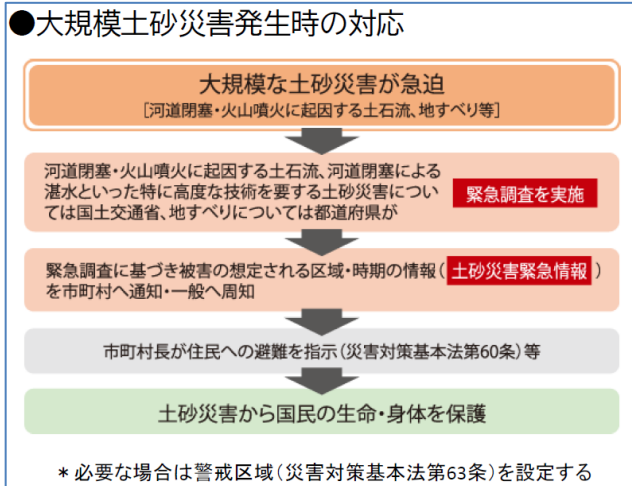 ●大規模土砂災害発生時の対応
大規模な土砂災害が急迫
[河道閉塞・火山噴火に起因する土石流、地すべり等]
河道閉塞・火山噴火に起因する土石流、河道閉塞による
湛水といった特に高度な技術を要する土砂災害につい
ては国土交通省、地すべりについては都道府県が
緊急調査を実施
緊急調査に基づき被害の想定される区域・時期の情報(土砂災害緊急情報)
を市町村へ通知・一般へ周知
市町村長が住民への避難を指示(災害対策基本法第60条)等
土砂災害から国民の生命・身体を保護
＊必要な場合は警戒区域(災害対策基本法第63条)を設定する